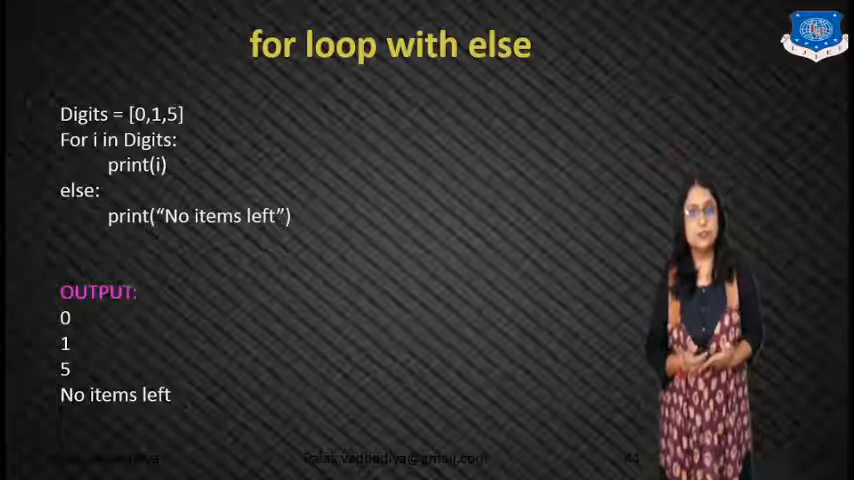 for loop with else
Digits = [0,1,5]
For i in Digits:
print(i)
else:
print(“No items left”)
OUTPUT:
0
1
5
No items left
44